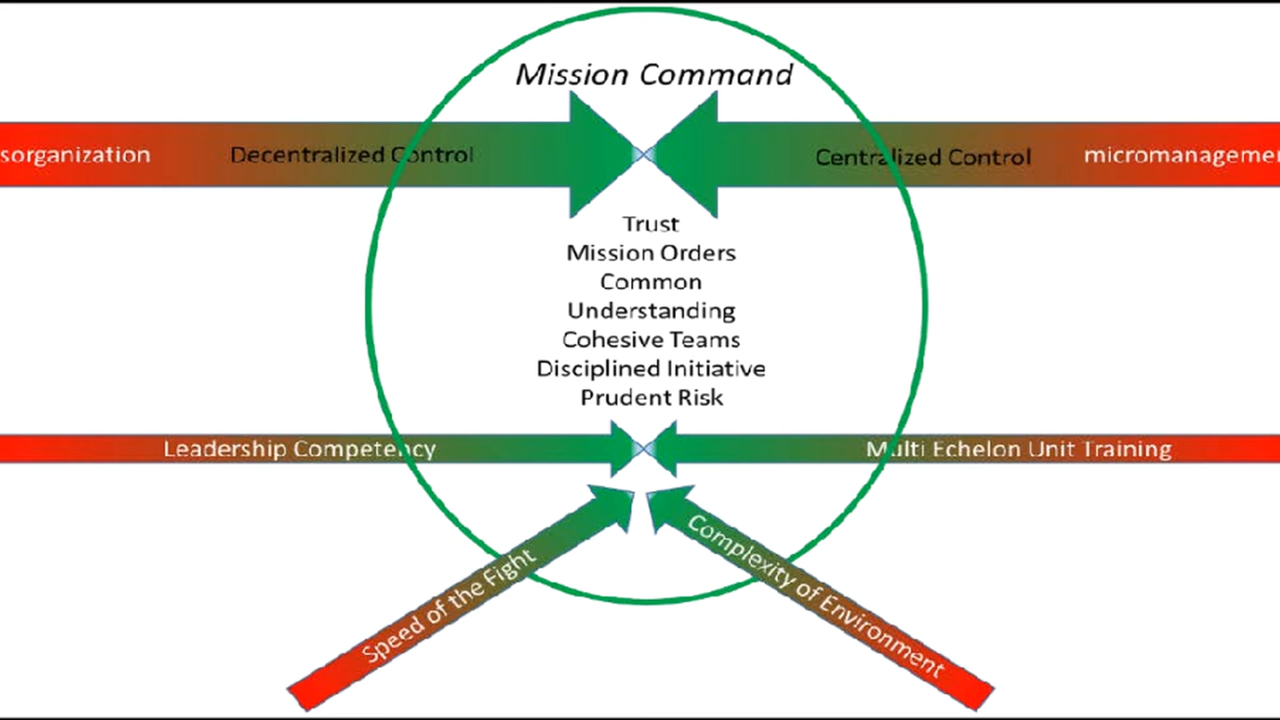 Mission Command
sorganization Decentralized Control Centralized Control micromanagemen
Trust
Mission Orders
Common
Understanding
Cohesive Teams
Disciplined Initiative
Prudent Risk
Leadership Competency Multi Echelon Unit Training
Speed of the Fight
Complexity of Environment